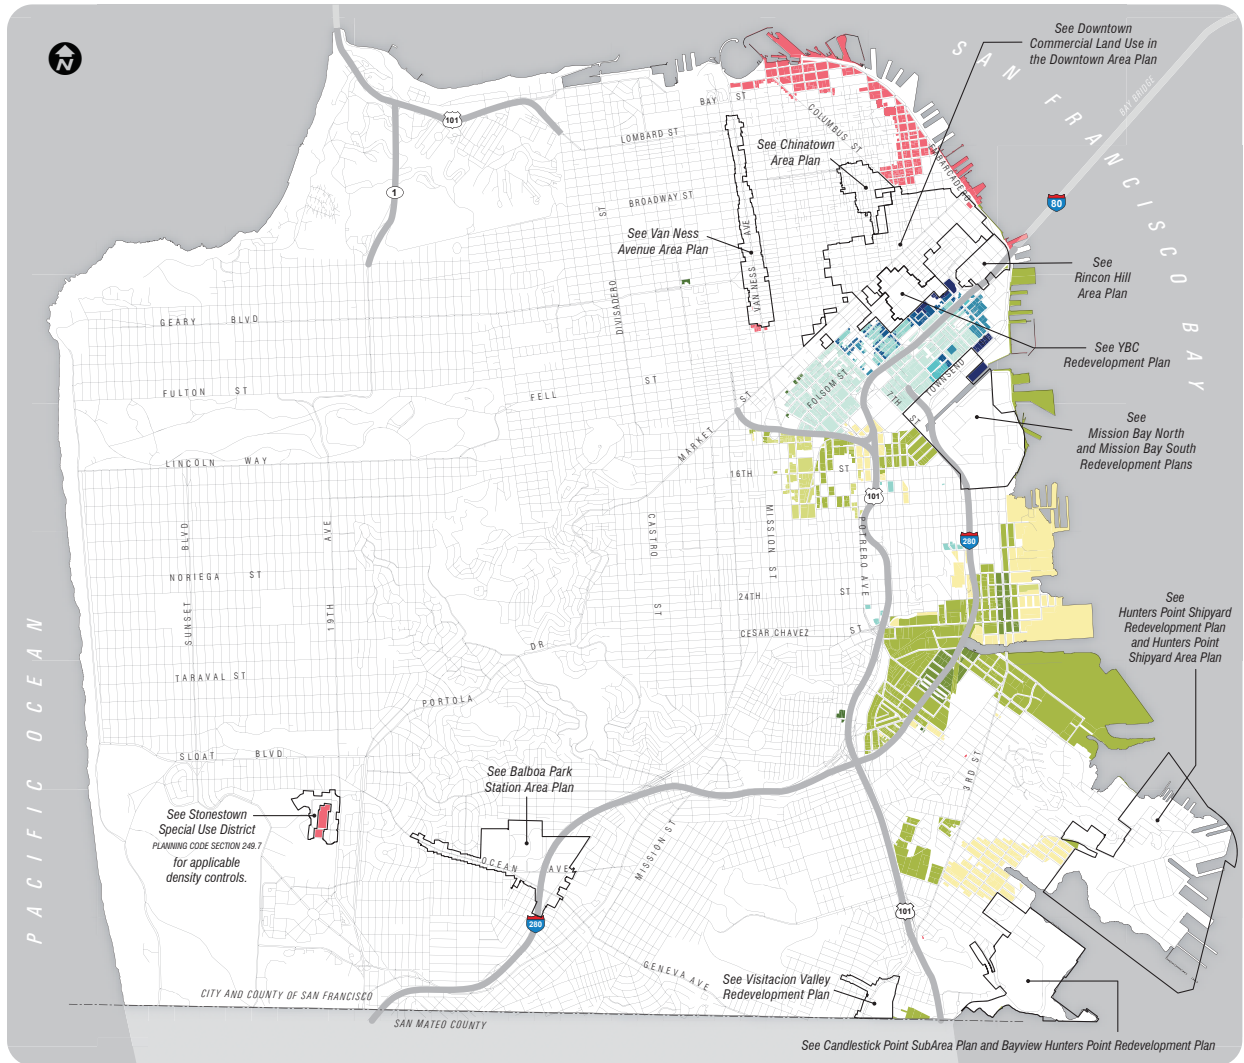 N
See Downtown
Commercial Land Use in
the Downtown Area Plan
SAN FRANCISCO BAY
BAY BRIDGE
101
BAY ST
COLUMBUS ST
LOMBARD ST
See Chinatown
Area Plan
EMBARCADERO
1
80
BROADWAY ST
ST
DIVISADERO
See Van Ness
Avenue Area Plan
VAN NESS AVE
See
Rincon Hill
Area Plan
GEARY BLVD
See YBC
Redevelopment Plan
FULTON ST
FELL ST
FOLSOM ST
TOWNSEND
7TH ST
MARKET ST
See
Mission Bay North
and Mission Bay South
Redevelopment Plans
LINCOLN WAY
16TH ST
101
SUNSET BLVD
19TH AVE
CASTRO ST
MISSION ST
POTRERO AVE
280
NORIEGA ST
24TH ST
CESAR CHAVEZ ST
See
Hunters Point Shipyard
Redevelopment Plan
and Hunters Point
Shipyard Area Plan
PACIFIC OCEAN
TARAVAL ST
PORTOLA DR
SLOAT BLVD
3RD ST
See Balboa Park
Station Area Plan
See Stonestown
Special Use District
PLANNING CODE SECTION 249.7
for applicable
density controls.
OCEAN AVE
MISSION ST
280
101
GENEVA AVE
See Visitacion Valley
Redevelopment Plan
CITY AND COUNTY OF SAN FRANCISCO
SAN MATEO COUNTY
See Candlestick Point SubArea Plan and Bayview Hunters Point Redevelopment Plan